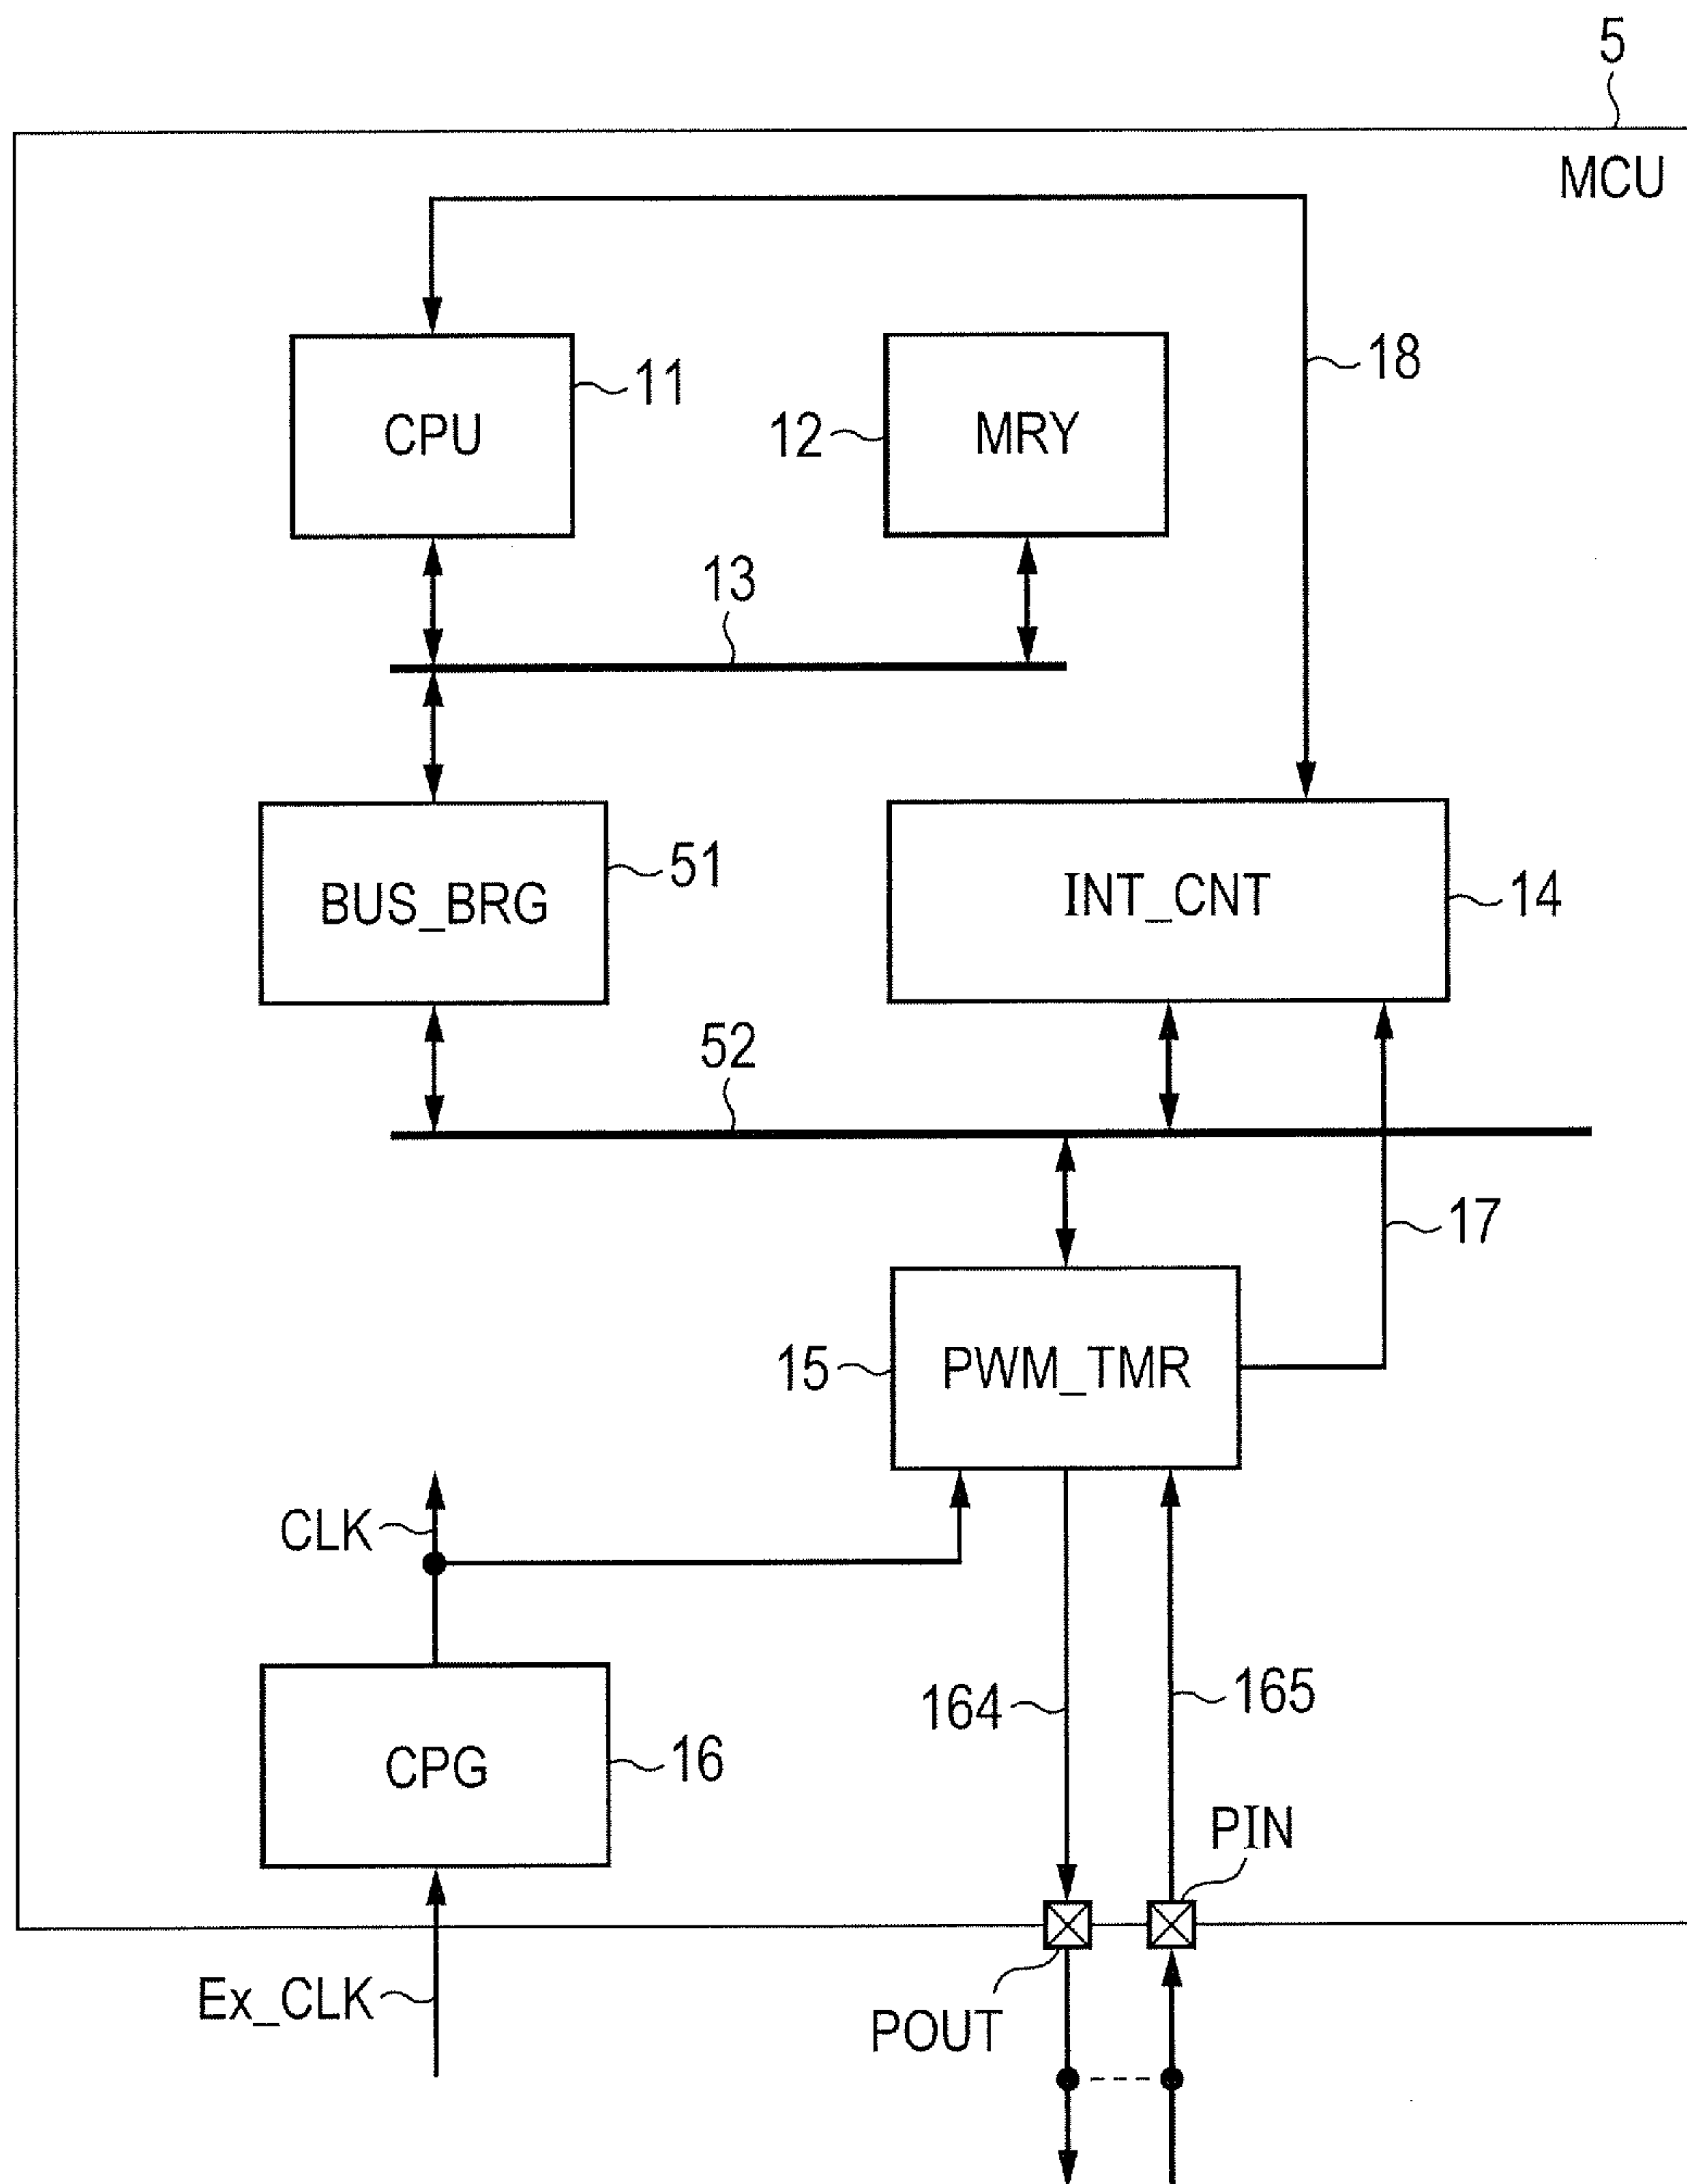 5
MCU
CPU
11
12
MRY
18
13
BUS_BRG
51
INT_CNT
14
52
17
15
PWM_TMR
CLK
CPG
16
164
165
PIN
Ex_CLK
POUT